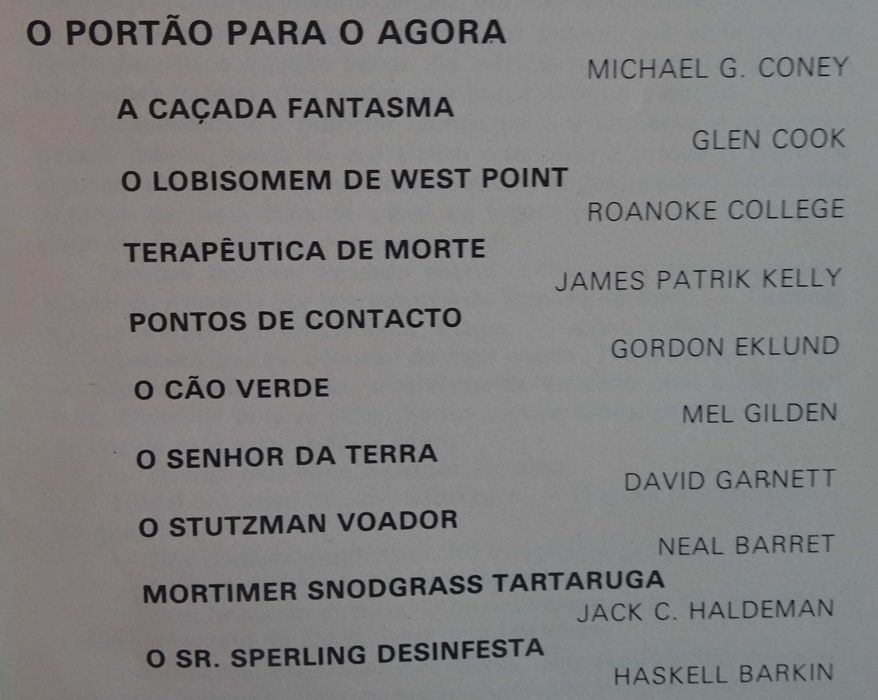 O PORTÃO PARA O AGORA
MICHAEL G. CONEY
A CAÇADA FANTASMA
GLEN COOK
O LOBISOMEM DE WEST POINT
ROANOKE COLLEGE
TERAPÊUTICA DE MORTE
JAMES PATRIK KELLY
PONTOS DE CONTACTO
GORDON EKLUND
O CÃO VERDE
MEL GILDEN
O SENHOR DA TERRA
DAVID GARNETT
O STUTZMAN VOADOR
NEAL BARRET
MORTIMER SNODGRASS TARTARUGA
JACK C. HALDEMAN
O SR. SPERLING DESINFESTA
HASKELL BARKIN